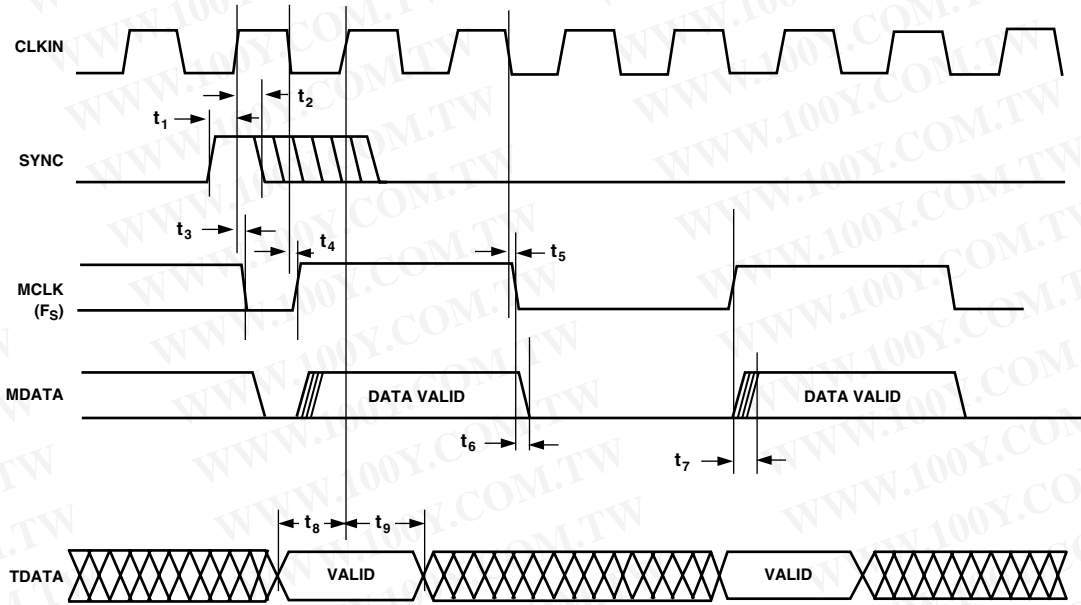 CLKIN
t2
t1
SYNC
t3
t4
t5
MCLK
(FS)
MDATA
DATA VALID
DATA VALID
t6
t7
t8
t9
TDATA
VALID
VALID
WWW.100Y.COM.TW